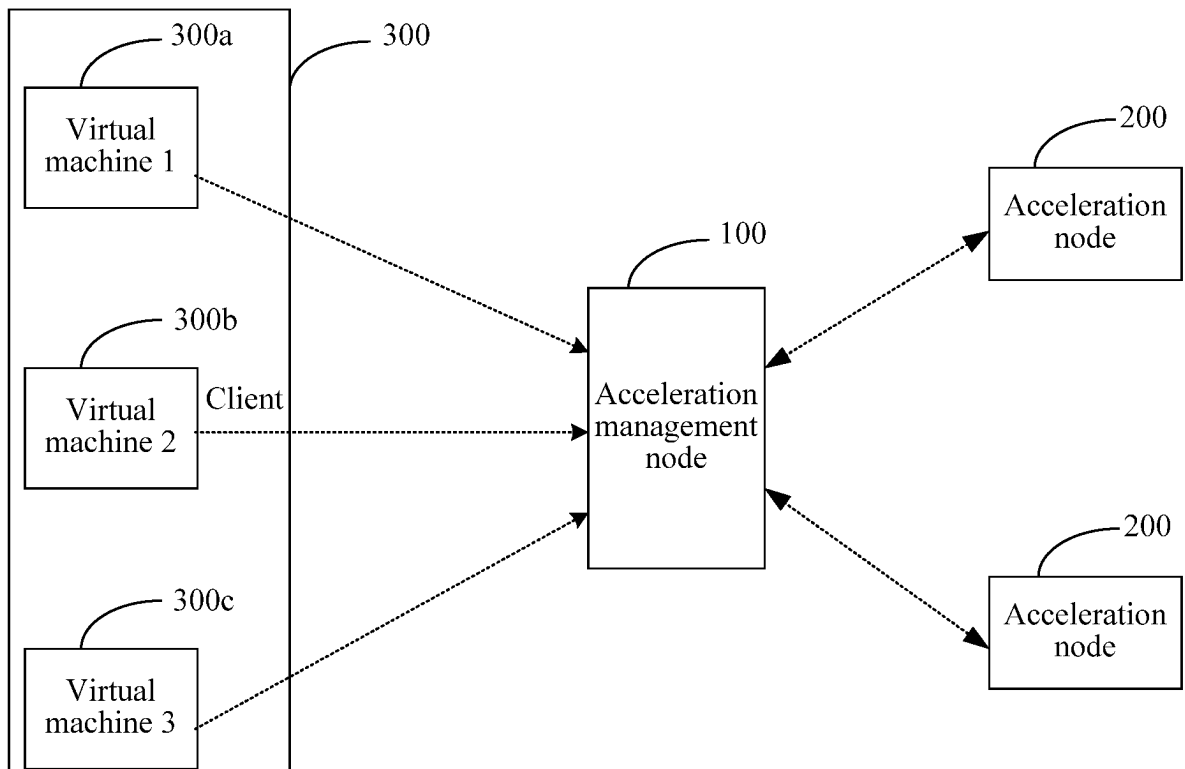 300a
300
Virtual
machine 1
200
Acceleration
node
100
300b
Virtual
machine 2
Client
Acceleration
management
node
200
Acceleration
node
300c
Virtual
machine 3